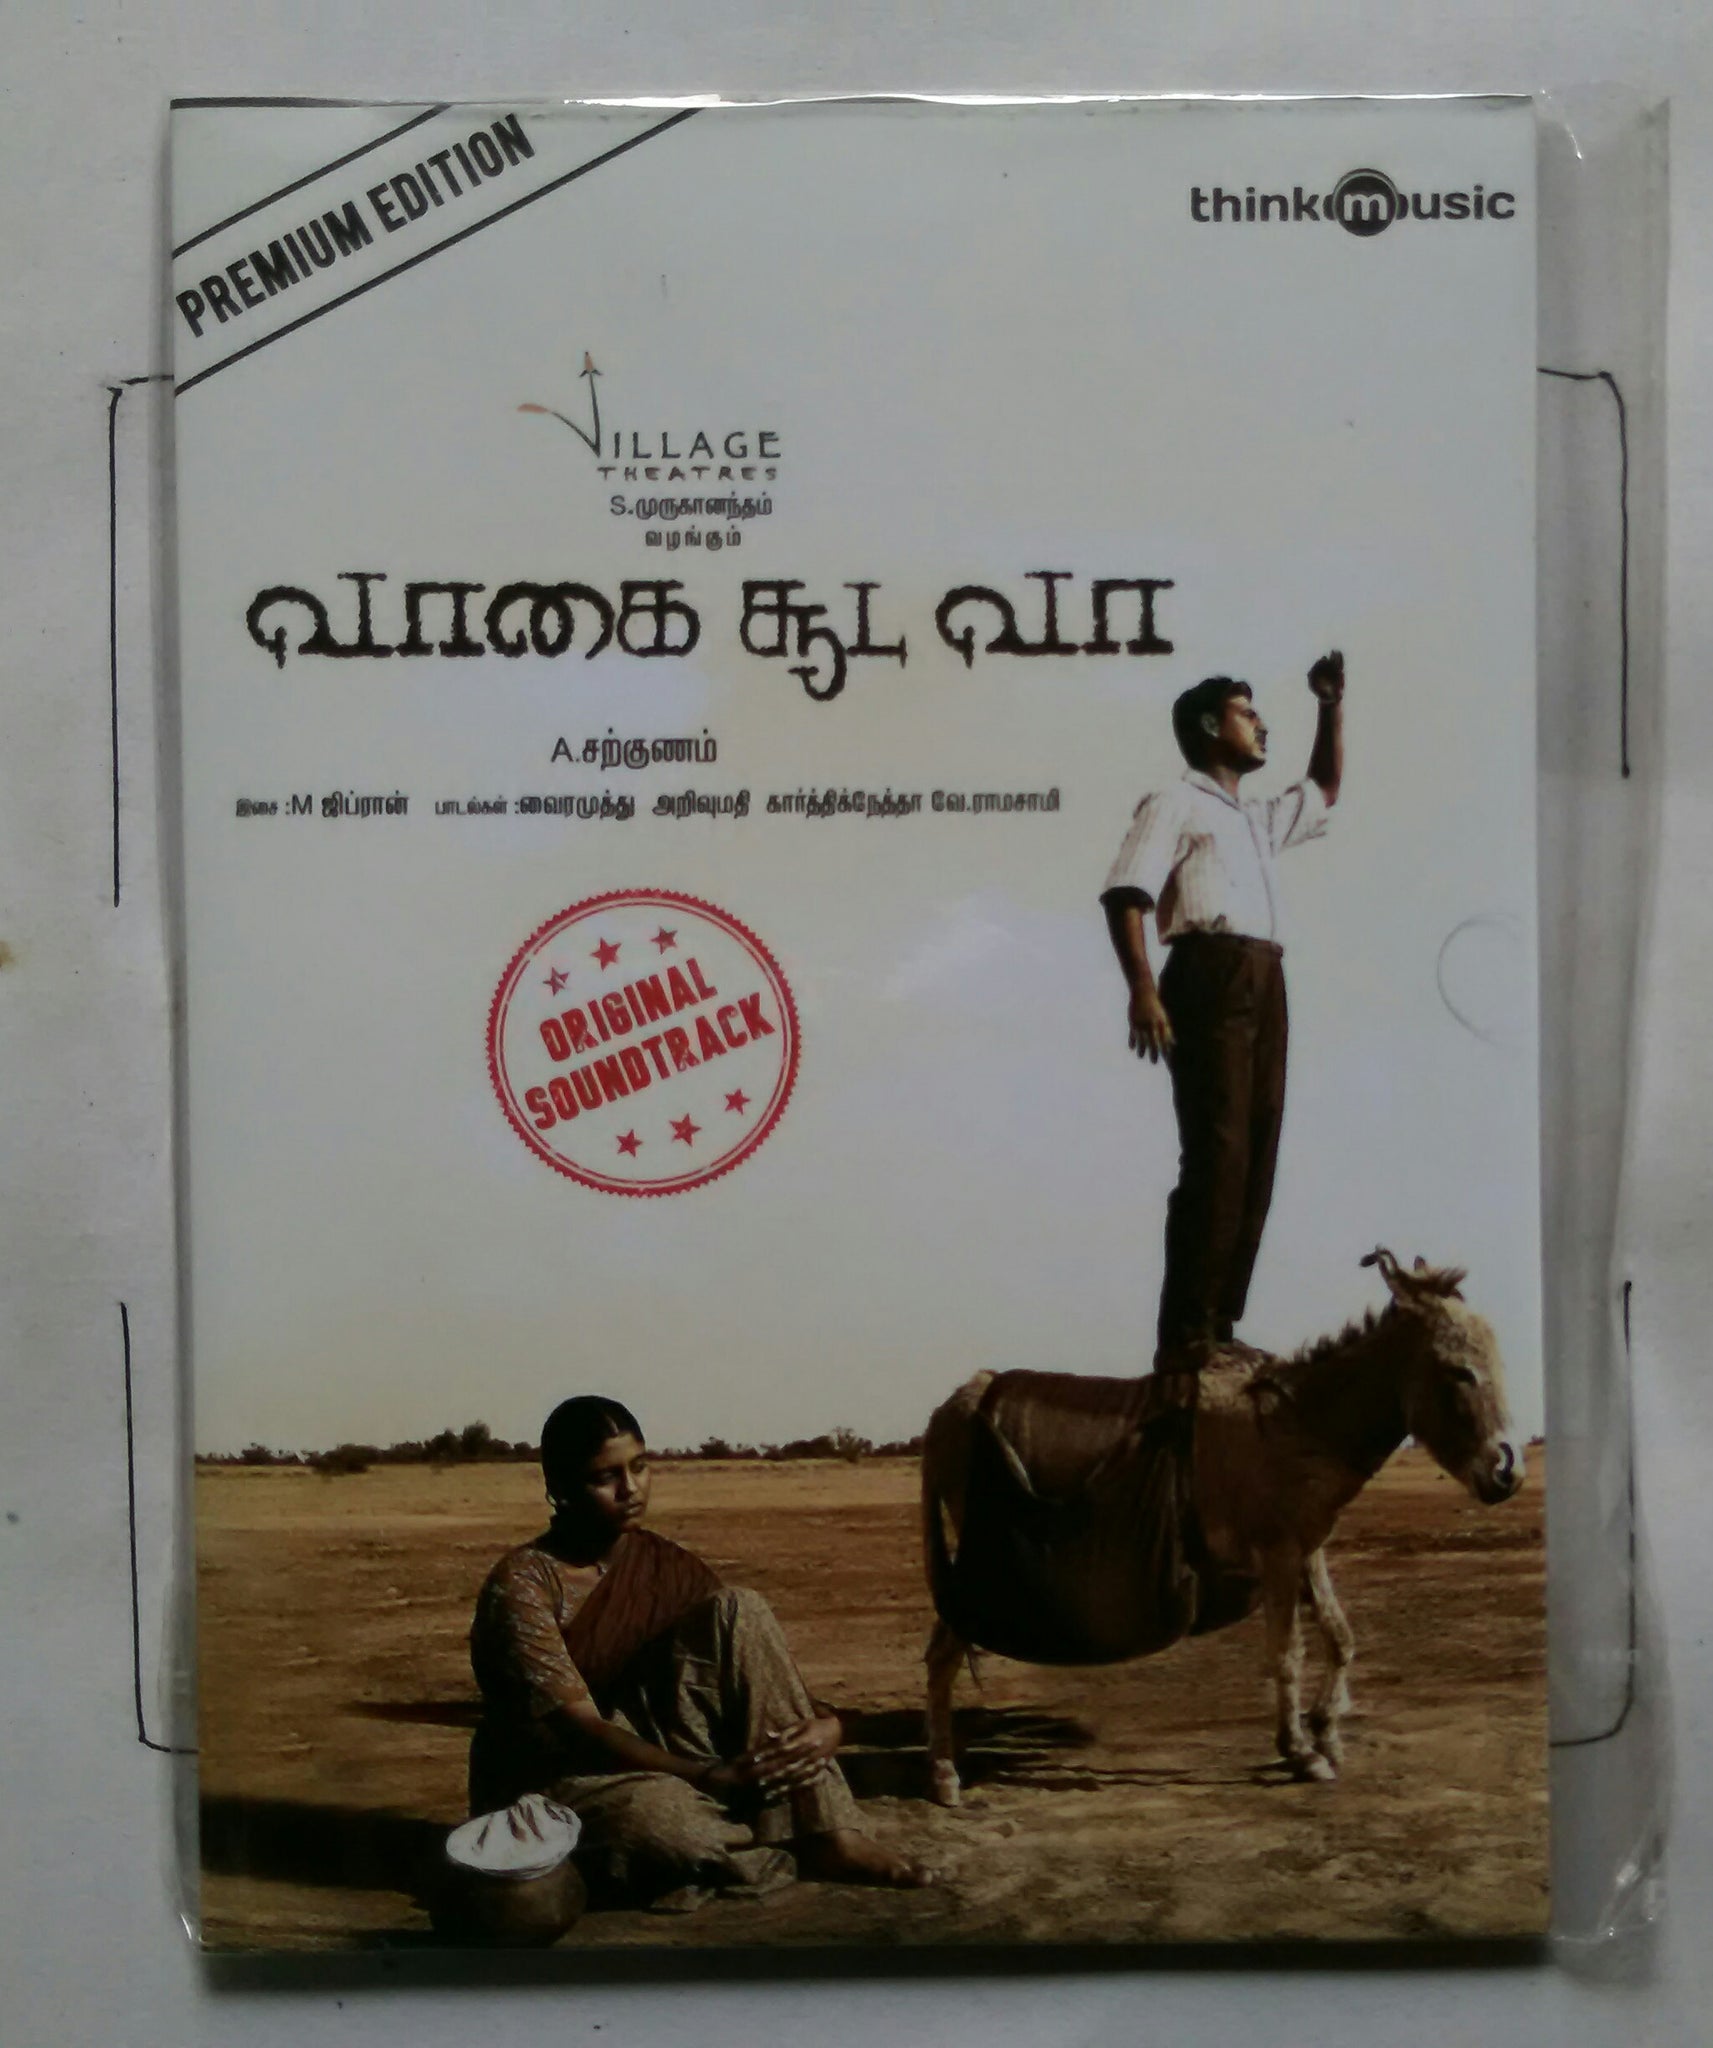 PREMIUM EDITION
thinkmusic
VILLAGE
THEATRES
S.முருகானந்தம்
வழங்கும்
வாகை சூட வா
A.சற்குணம்
இசை :M ஜிப்ரான் பாடல்கள் :வைரமுத்து அறிவுமதி கார்த்திக்நேத்தா வே.ராமசாமி
ORIGINAL
SOUNDTRACK